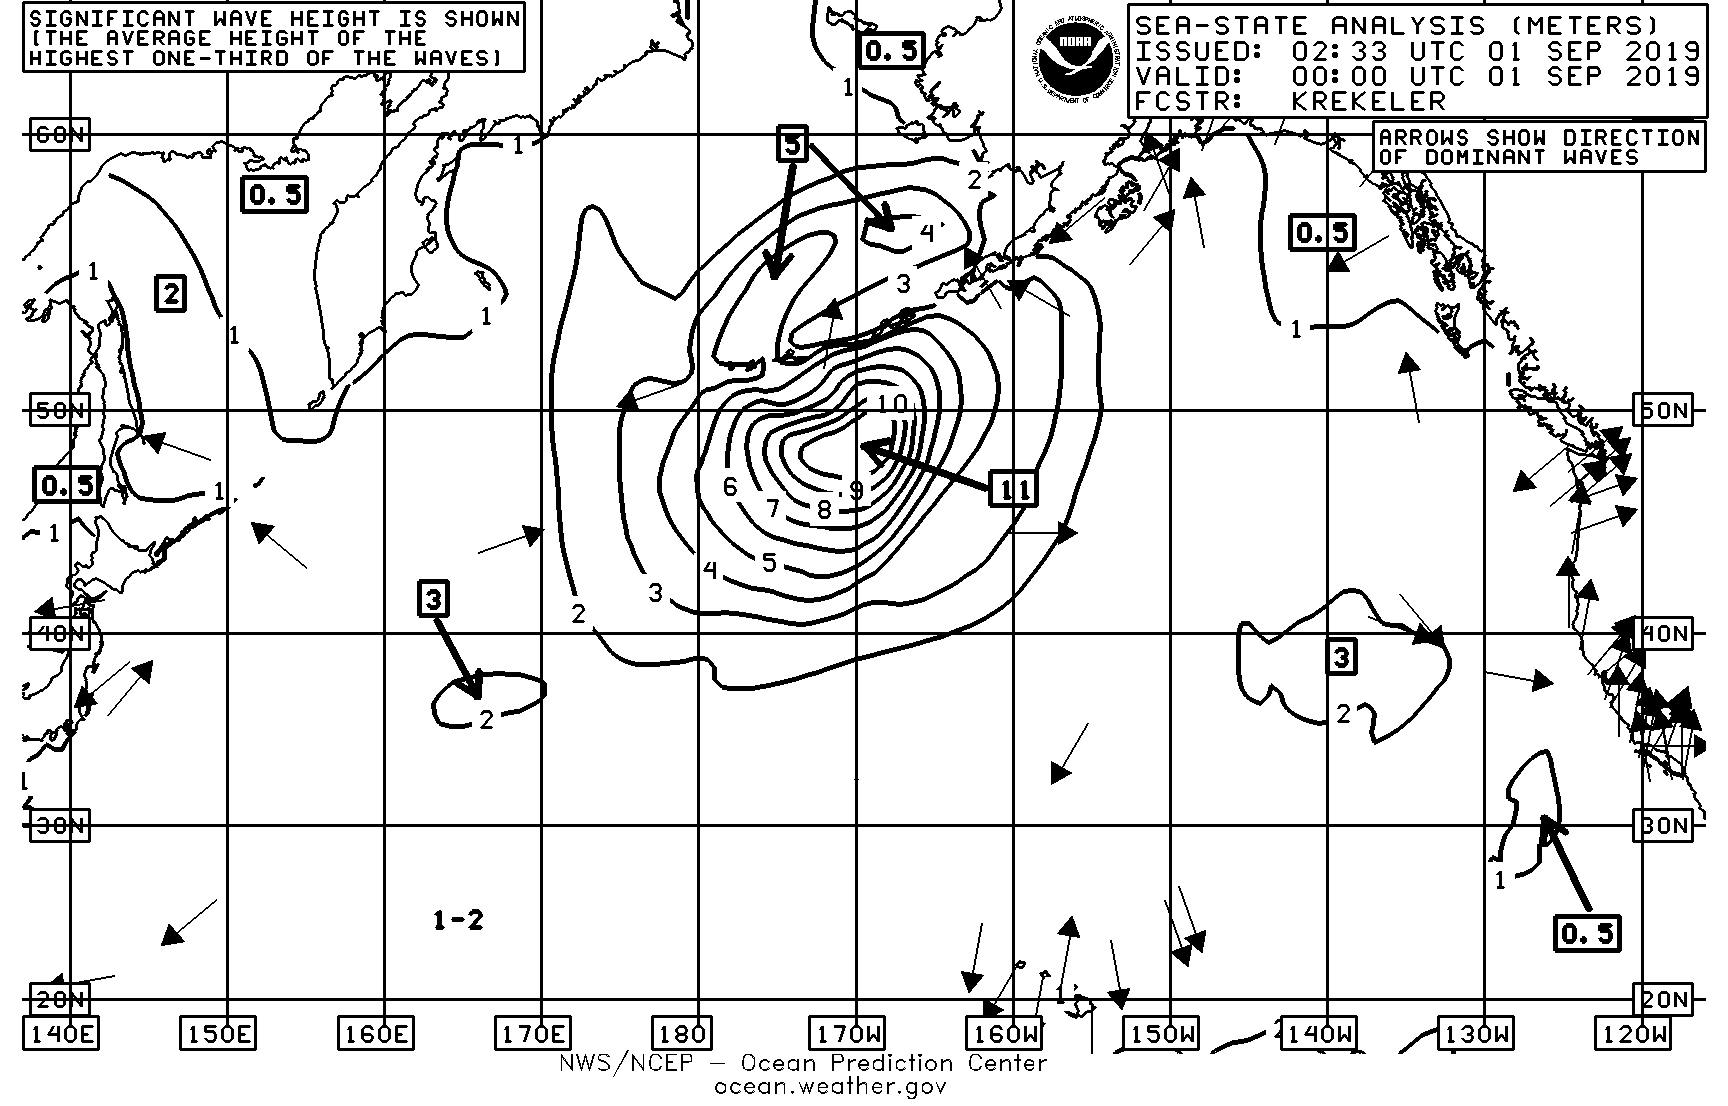 SIGNIFICANT WAVE HEIGHT IS SHOWN
(THE AVERAGE HEIGHT OF THE
HIGHEST ONE-THIRD OF THE WAVES)
NOAA
SEA-STATE ANALYSIS (METERS)
ISSUED: 02:33 UTC 01 SEP 2019
VALID: 00:00 UTC 01 SEP 2019
FCSTR: KREKELER
ARROWS SHOW DIRECTION
OF DOMINANT WAVES
0.5
1
60N
5
1
2
0.5
4
0.5
1
2
3
1
1
1
50N
10
50N
0.5
1
6
9
11
7
8
1
5
4
3
3
2
40N
40N
3
2
2
30N
30N
1
0.5
1-2
20N
1
20N
140E
150E
160E
170E
180
170W
160W
150W
140W
130W
120W
NWS/NCEP – Ocean Prediction Center
ocean.weather.gov